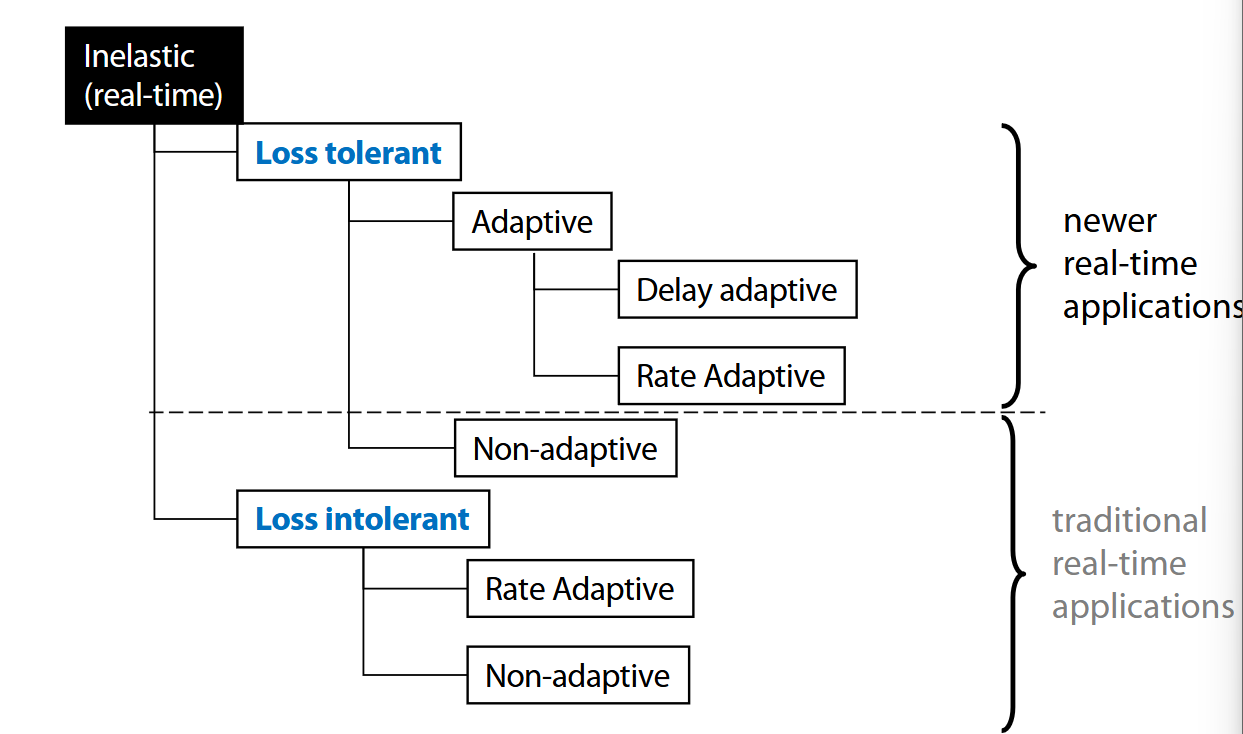 Inelastic
(real-time)
Loss tolerant
Adaptive
Delay adaptive
Rate Adaptive
newer
real-time
applications
Non-adaptive
Loss intolerant
Rate Adaptive
Non-adaptive
traditional
real-time
applications